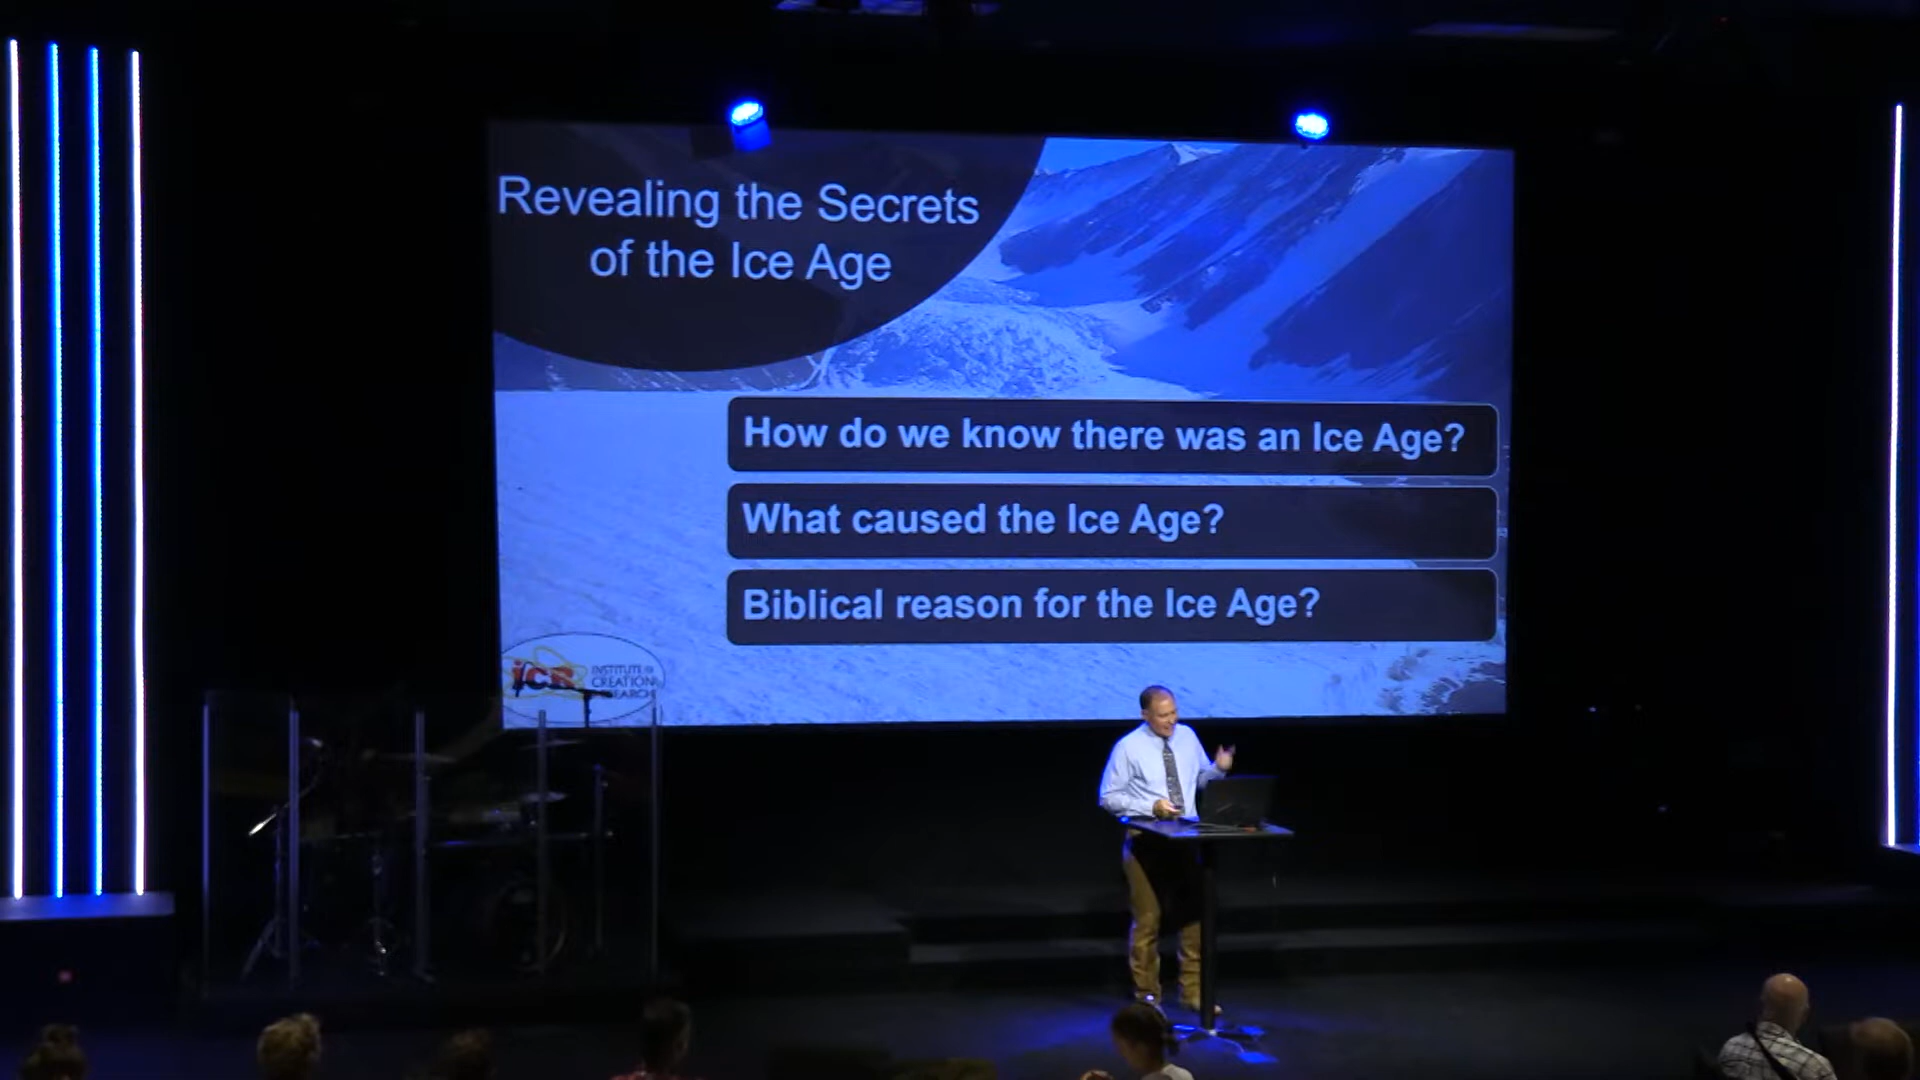 Revealing the Secrets
of the Ice Age
How do we know there was an Ice Age?
What caused the Ice Age?
Biblical reason for the Ice Age?
ICR
INSTITUTE
CREATION